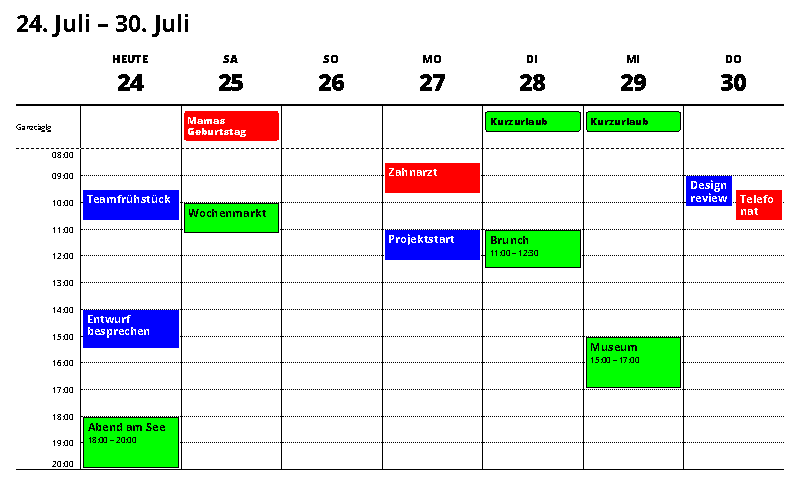 24. Juli – 30. Juli
HEUTE
24
SA
25
SO
26
MO
27
DI
28
MI
29
DO
30
Ganztägig
Mamas
Geburtstag
Kurzurlaub
Kurzurlaub
08:00
09:00
10:00
11:00
12:00
13:00
14:00
15:00
16:00
17:00
18:00
19:00
20:00
Teamfrühstück
Entwurf
besprechen
Abend am See
18:00 – 20:00
Wochenmarkt
Zahnarzt
Projektstart
Brunch
11:00 – 12:30
Museum
15:00 – 17:00
Design
review
Telefo
nat